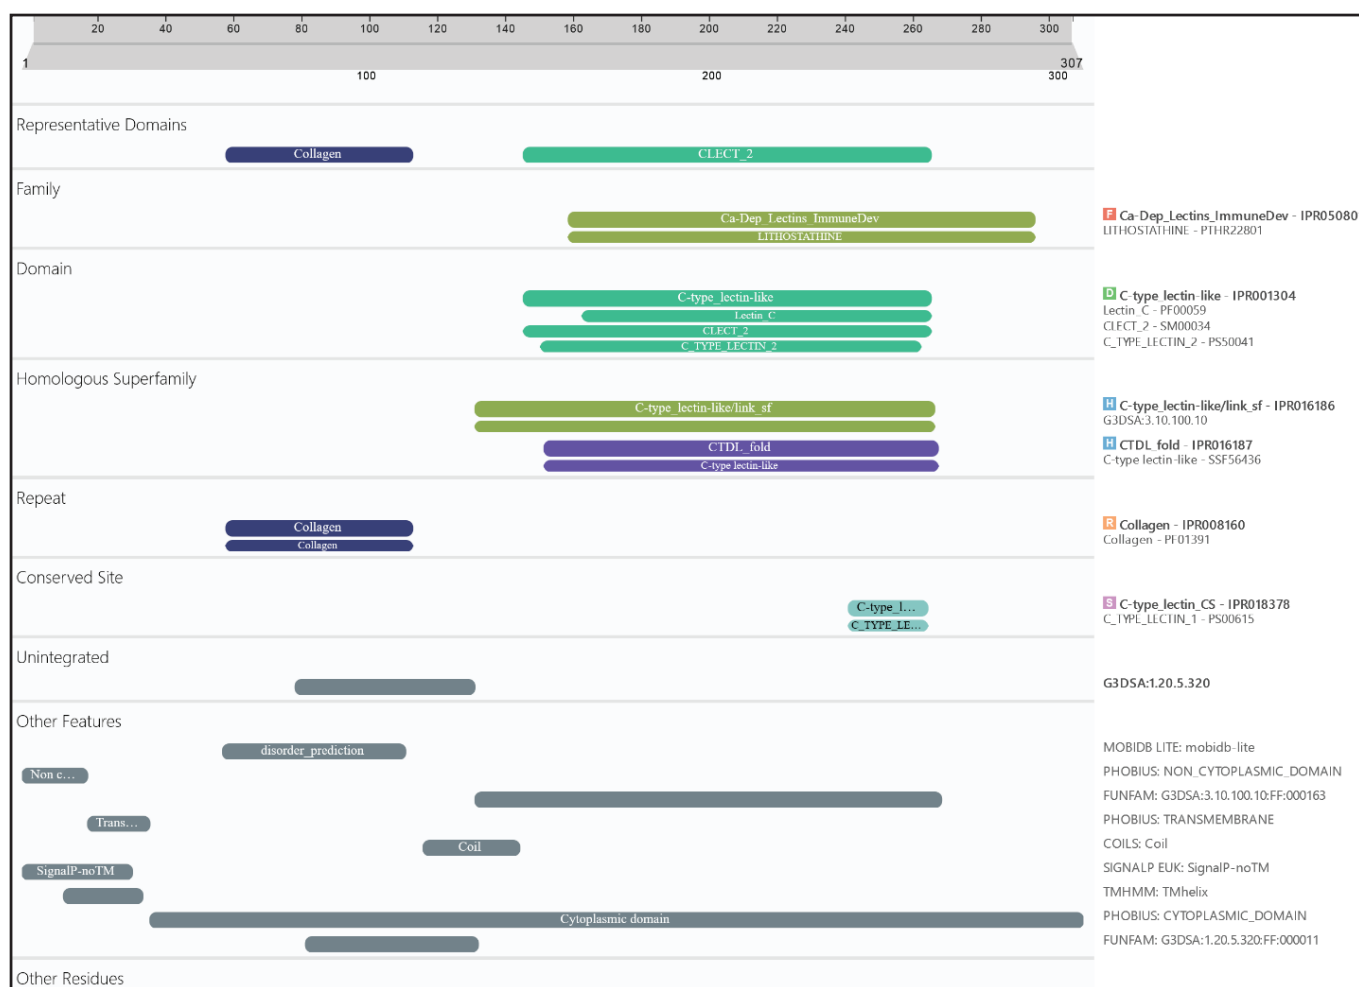 20 40 60 80 100 120 140 160 180 200 220 240 260 280 300
1 307
100 200 300
Representative Domains
Collagen CLECT_2
Family
Ca-Dep_Lectins_ImmuneDev
F Ca-Dep_Lectins_ImmuneDev - IPR05080
LITHOSTATHINE
LITHOSTATHINE - PTHR22801
Domain
C-type_lectin-like
D C-type_lectin-like - IPR001304
Lectin_C
Lectin_C - PF00059
CLECT_2
CLECT_2 - SM00034
C_TYPE_LECTIN_2
C_TYPE_LECTIN_2 - PS50041
Homologous Superfamily
C-type_lectin-like/link_sf
H C-type_lectin-like/link_sf - IPR016186
G3DSA:3.10.100.10
CTDL_fold
H CTDL_fold - IPR016187
C-type lectin-like
C-type lectin-like - SSF56436
Repeat
Collagen
R Collagen - IPR008160
Collagen
Collagen - PF01391
Conserved Site
C-type_l...
S C-type_lectin_CS - IPR018378
C_TYPE_LE...
C_TYPE_LECTIN_1 - PS00615
Unintegrated
G3DSA:1.20.5.320
Other Features
disorder_prediction
MOBIDB LITE: mobidb-lite
Non c...
PHOBIUS: NON_CYTOPLASMIC_DOMAIN
FUNFAM: G3DSA:3.10.100.10:FF:000163
Trans...
PHOBIUS: TRANSMEMBRANE
Coil
COILS: Coil
SignalP-noTM
SIGNALP EUK: SignalP-noTM
TMHMM: TMhelix
Cytoplasmic domain
PHOBIUS: CYTOPLASMIC_DOMAIN
FUNFAM: G3DSA:1.20.5.320:FF:000011
Other Residues